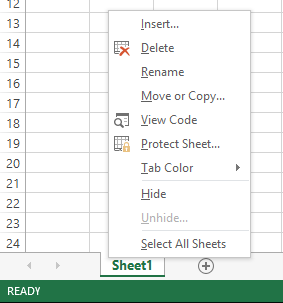 12
13
14
15
16
17
18
19
20
21
22
23
24
Insert...
Delete
Rename
Move or Copy...
View Code
Protect Sheet...
Tab Color
Hide
Unhide...
Select All Sheets
Sheet1
READY